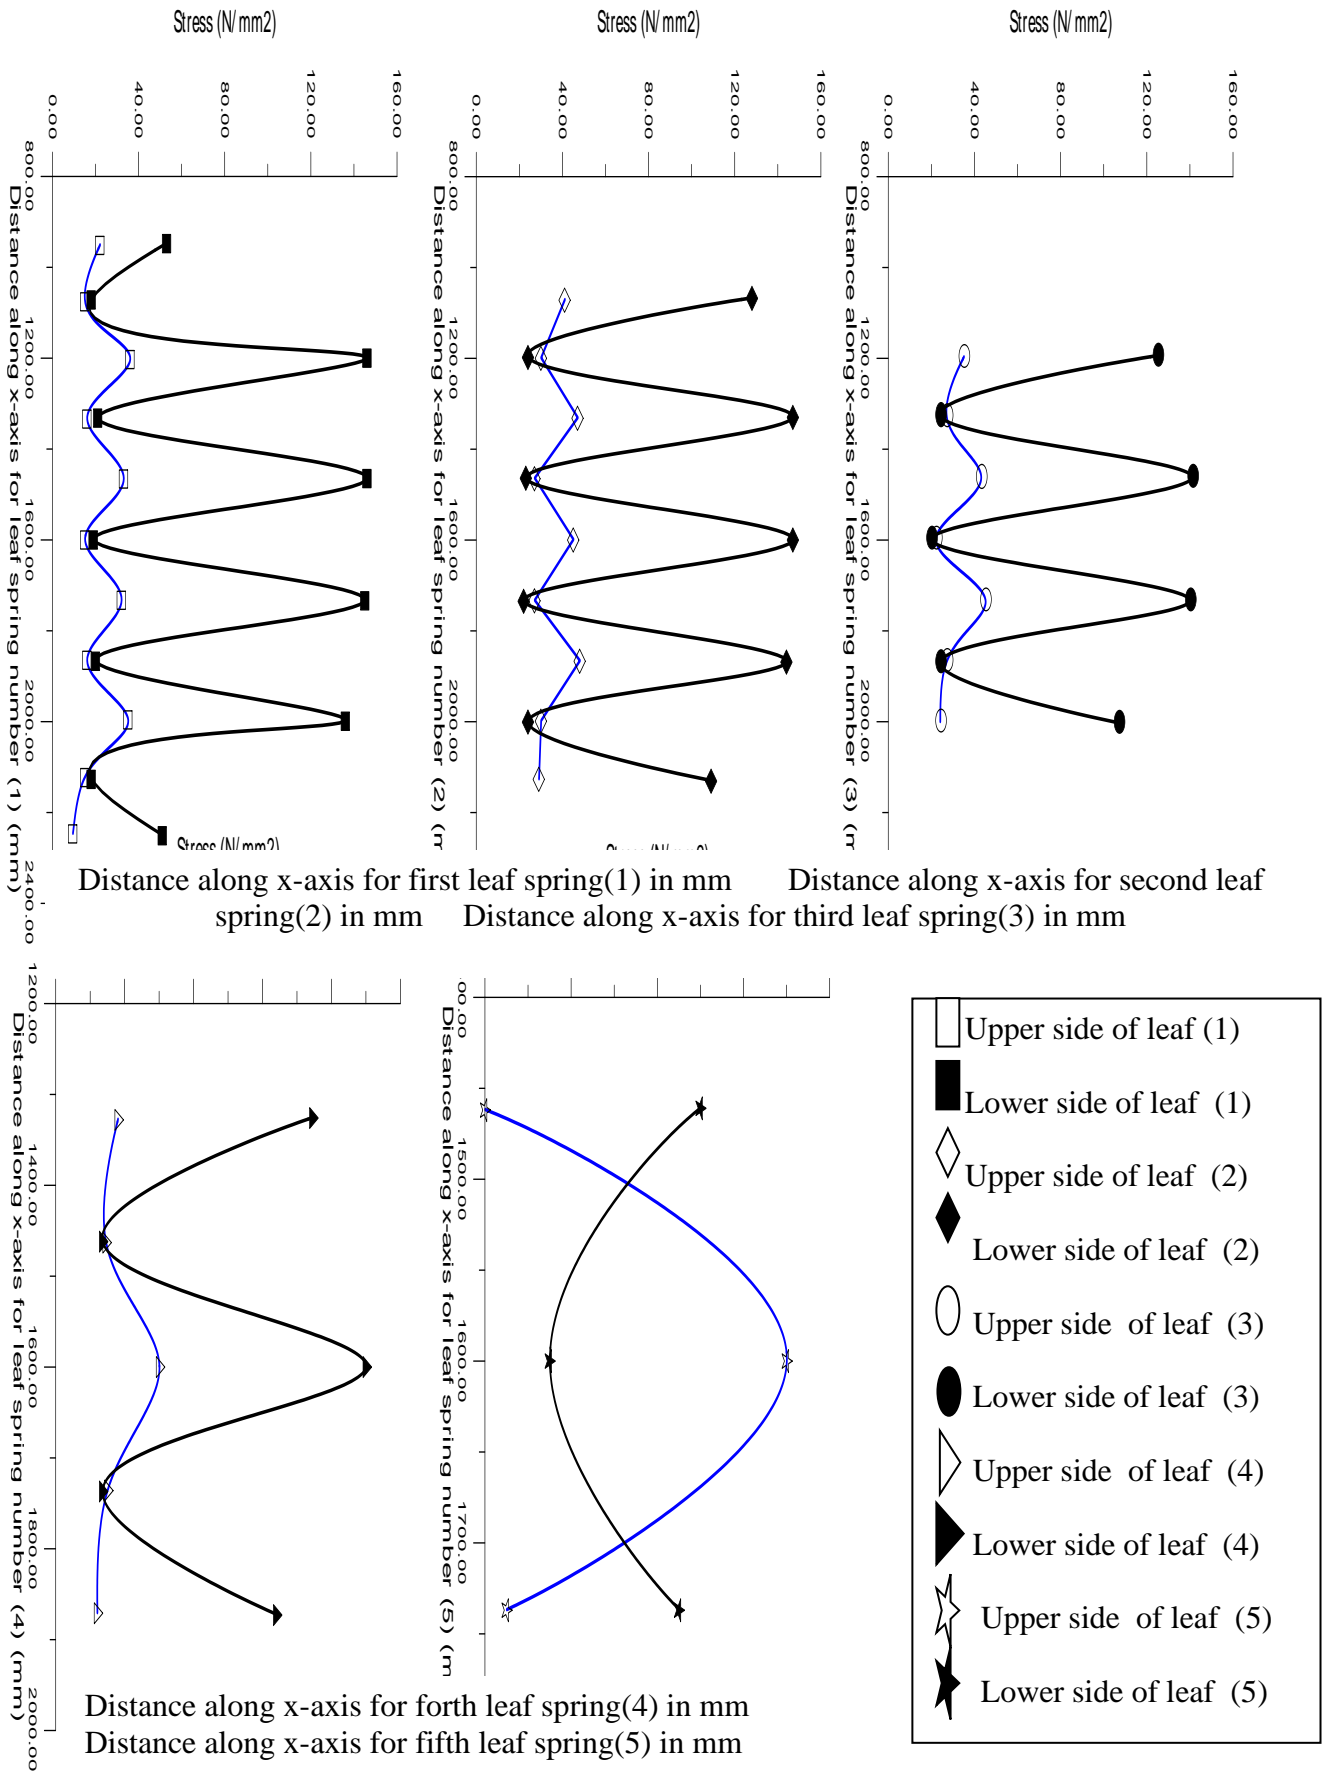 Stress (N/mm2)
Stress (N/mm2)
Stress (N/mm2)
0.00
40.00
80.00
120.00
160.00
0.00
40.00
80.00
120.00
160.00
0.00
40.00
80.00
120.00
160.00
800.00
1200.00
1600.00
2000.00
2400.00
Distance along x-axis for leaf spring number (1) (mm)
800.00
1200.00
1600.00
2000.00
Distance along x-axis for leaf spring number (2) (m
800.00
1200.00
1600.00
2000.00
Distance along x-axis for leaf spring number (3) (m
Stress (N/mm2)
Stress (N/mm2)
Distance along x-axis for first leaf spring(1) in mm Distance along x-axis for second leaf
spring(2) in mm Distance along x-axis for third leaf spring(3) in mm
1200.00
1400.00
1600.00
1800.00
2000.00
Distance along x-axis for leaf spring number (4) (mm)
.00.00
1500.00
1600.00
1700.00
Distance along x-axis for leaf spring number (5) (m
Upper side of leaf (1)
Lower side of leaf (1)
Upper side of leaf (2)
Lower side of leaf (2)
Upper side of leaf (3)
Lower side of leaf (3)
Upper side of leaf (4)
Lower side of leaf (4)
Upper side of leaf (5)
Lower side of leaf (5)
Distance along x-axis for forth leaf spring(4) in mm
Distance along x-axis for fifth leaf spring(5) in mm